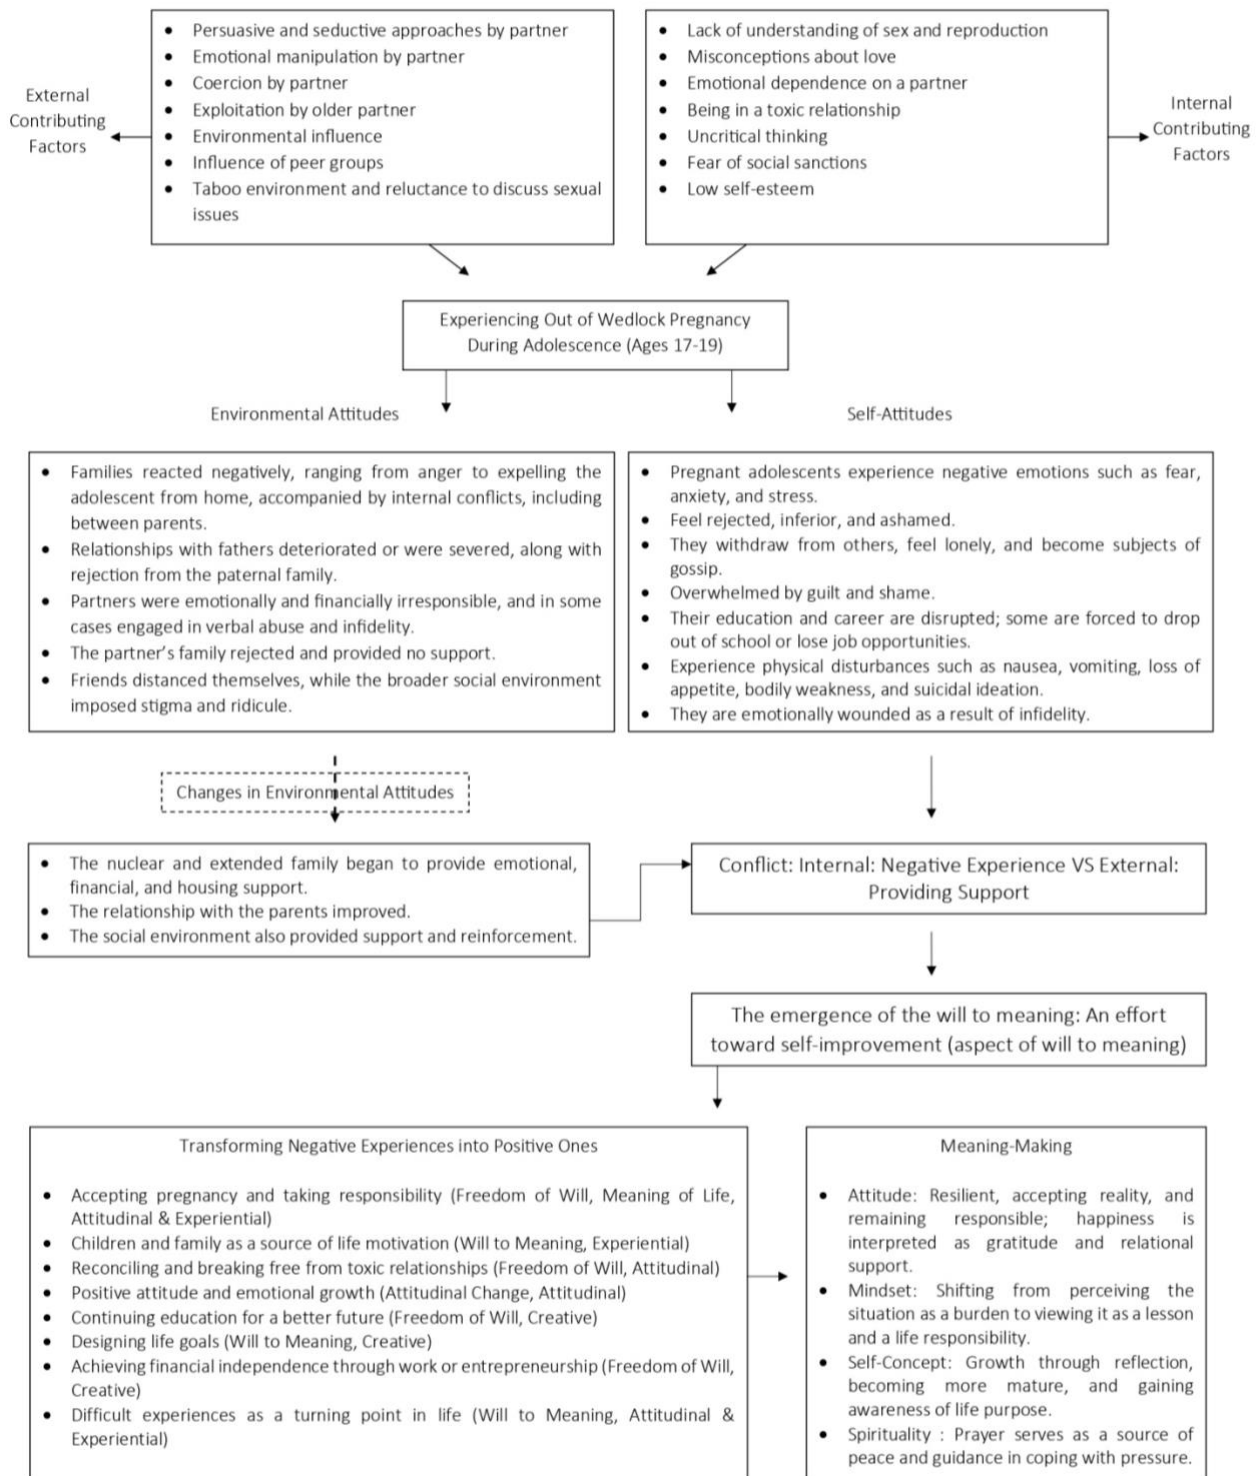 External
Contributing
Factors
• Persuasive and seductive approaches by partner
• Emotional manipulation by partner
• Coercion by partner
• Exploitation by older partner
• Environmental influence
• Influence of peer groups
• Taboo environment and reluctance to discuss sexual
issues
• Lack of understanding of sex and reproduction
• Misconceptions about love
• Emotional dependence on a partner
• Being in a toxic relationship
• Uncritical thinking
• Fear of social sanctions
• Low self-esteem
Internal
Contributing
Factors
Experiencing Out of Wedlock Pregnancy
During Adolescence (Ages 17-19)
Environmental Attitudes
Self-Attitudes
• Families reacted negatively, ranging from anger to expelling the
adolescent from home, accompanied by internal conflicts, including
between parents.
• Relationships with fathers deteriorated or were severed, along with
rejection from the paternal family.
• Partners were emotionally and financially irresponsible, and in some
cases engaged in verbal abuse and infidelity.
• The partner's family rejected and provided no support.
• Friends distanced themselves, while the broader social environment
imposed stigma and ridicule.
• Pregnant adolescents experience negative emotions such as fear,
anxiety, and stress.
• Feel rejected, inferior, and ashamed.
• They withdraw from others, feel lonely, and become subjects of
gossip.
• Overwhelmed by guilt and shame.
• Their education and career are disrupted; some are forced to drop
out of school or lose job opportunities.
• Experience physical disturbances such as nausea, vomiting, loss of
appetite, bodily weakness, and suicidal ideation.
• They are emotionally wounded as a result of infidelity.
Changes in Environmental Attitudes
• The nuclear and extended family began to provide emotional,
financial, and housing support.
• The relationship with the parents improved.
• The social environment also provided support and reinforcement.
Conflict: Internal: Negative Experience VS External:
Providing Support
The emergence of the will to meaning: An effort
toward self-improvement (aspect of will to meaning)
Transforming Negative Experiences into Positive Ones
• Accepting pregnancy and taking responsibility (Freedom of Will, Meaning of Life,
Attitudinal & Experiential)
• Children and family as a source of life motivation (Will to Meaning, Experiential)
• Reconciling and breaking free from toxic relationships (Freedom of Will, Attitudinal)
• Positive attitude and emotional growth (Attitudinal Change, Attitudinal)
• Continuing education for a better future (Freedom of Will, Creative)
• Designing life goals (Will to Meaning, Creative)
• Achieving financial independence through work or entrepreneurship (Freedom of Will,
Creative)
• Difficult experiences as a turning point in life (Will to Meaning, Attitudinal &
Experiential)
Meaning-Making
• Attitude: Resilient, accepting reality, and
remaining responsible; happiness is
interpreted as gratitude and relational
support.
• Mindset: Shifting from perceiving the
situation as a burden to viewing it as a lesson
and a life responsibility.
• Self-Concept: Growth through reflection,
becoming more mature, and gaining
awareness of life purpose.
• Spirituality : Prayer serves as a source of
peace and guidance in coping with pressure.